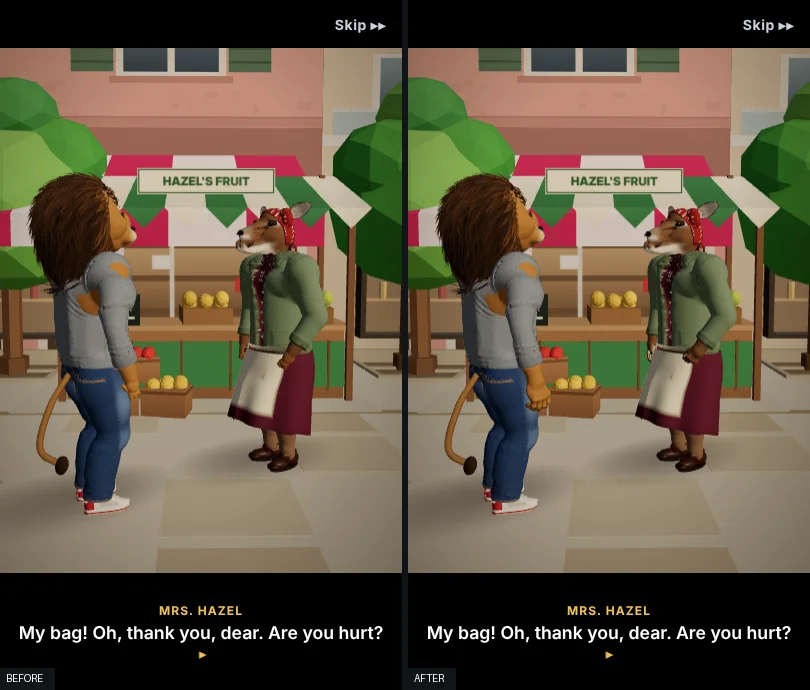 Skip
Skip
HAZEL'S FRUIT
HAZEL'S FRUIT
MRS. HAZEL
My bag! Oh, thank you, dear. Are you hurt?
MRS. HAZEL
My bag! Oh, thank you, dear. Are you hurt?
BEFORE
AFTER